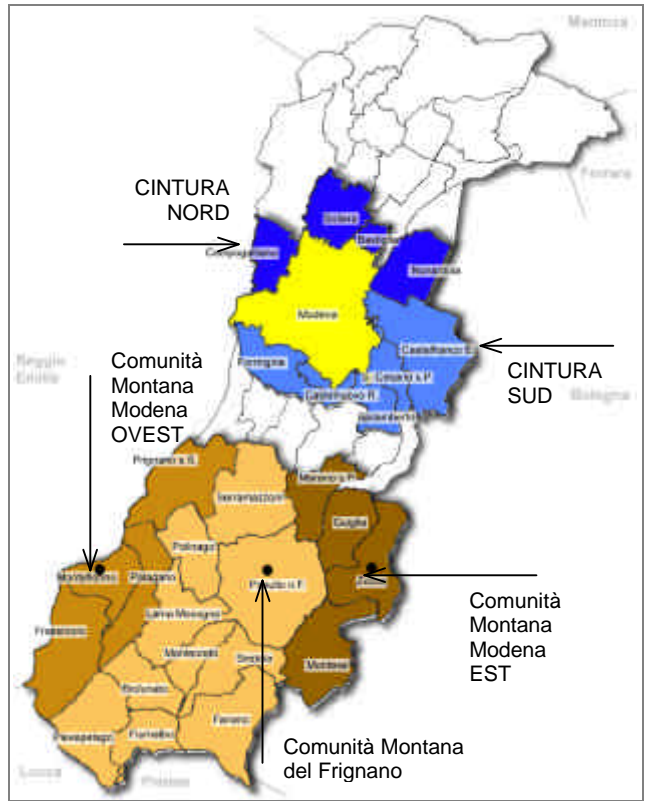 Mantova
Ferrara
CINTURA
NORD
Soliera
Bastiglia
Campogalliano
Nonantola
Modena
Castelfranco E.
Reggio
Emilia
Comunità
Montana
Modena
OVEST
Formigine
S. Cesario s.P.
CINTURA
SUD
Castelnuovo R.
Spilamberto
Bologna
Prignano s.S.
Marano s.P.
Serramazzoni
Guiglia
Polinago
Montefiorino
Palagano
Pavullo n.F.
Zocca
Frassinoro
Lama Mocogno
Comunità
Montana
Modena
EST
Montecreto
Sestola
Montese
Riolunato
Fanano
Pievepelago
Fiumalbo
Comunità Montana
del Frignano
Lucca
Pistoia